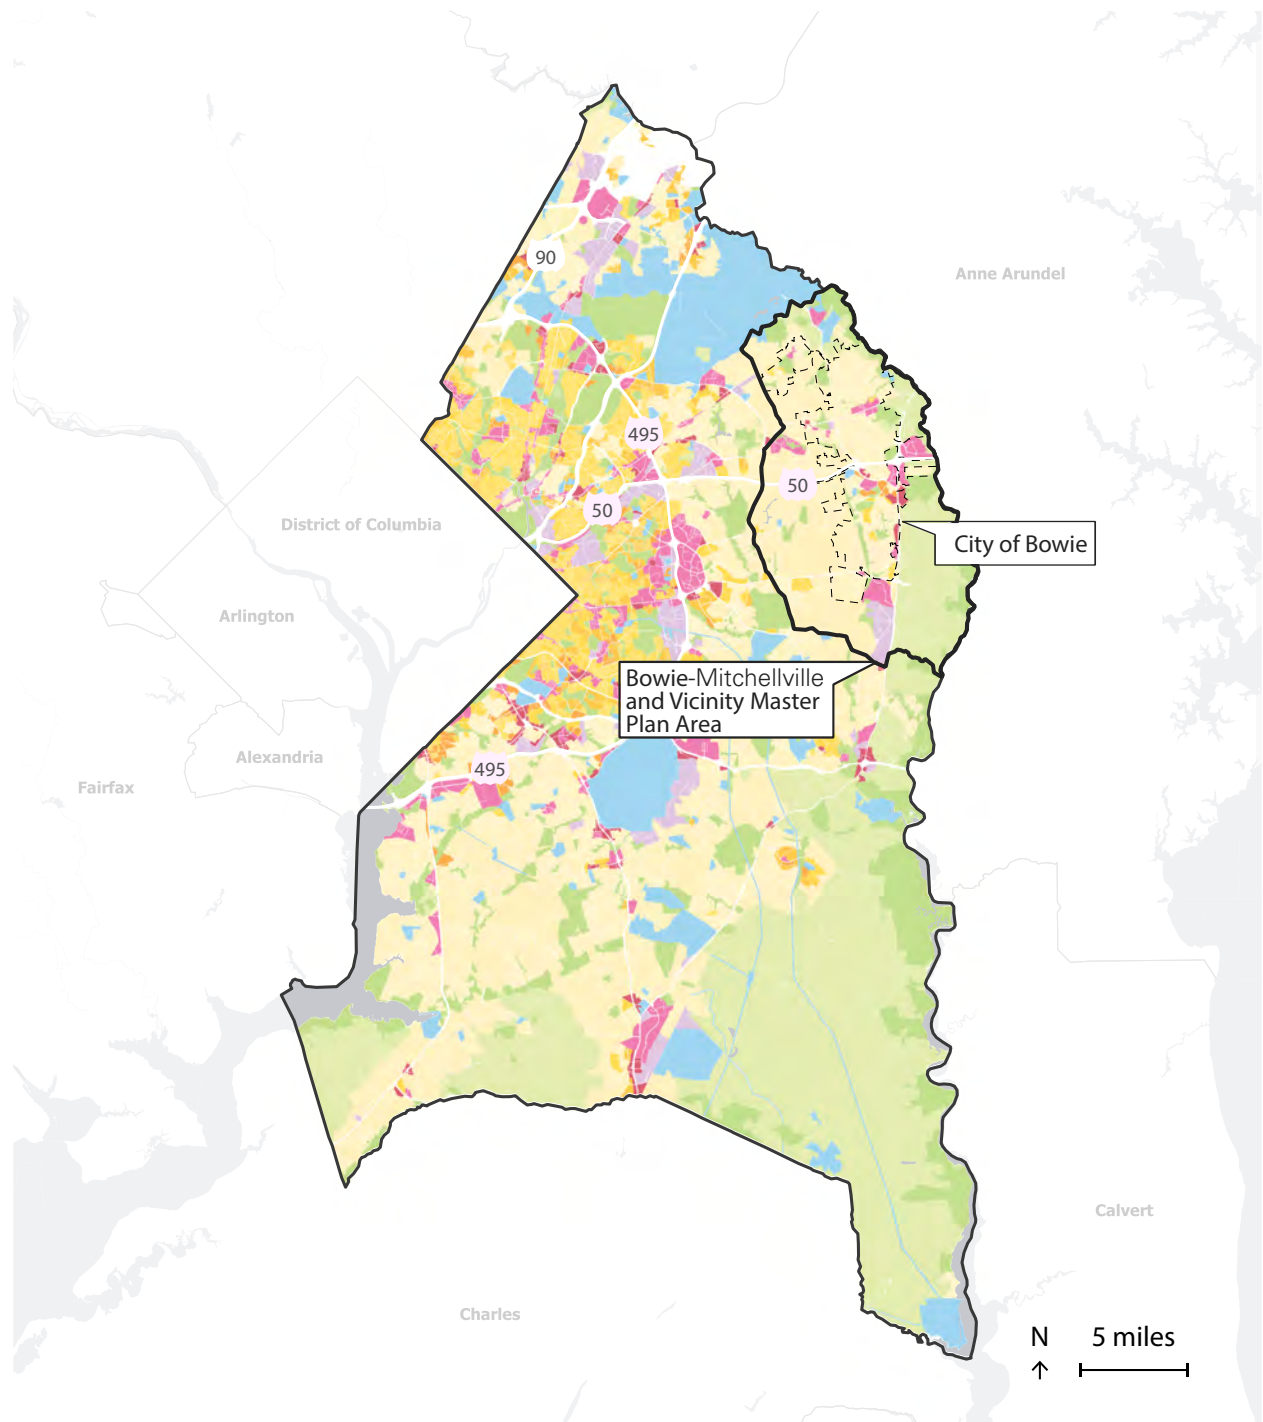 90
Anne Arundel
495
50
50
District of Columbia
City of Bowie
Arlington
Bowie-Mitchellville
and Vicinity Master
Plan Area
Alexandria
495
Fairfax
Calvert
Charles
N
5 miles